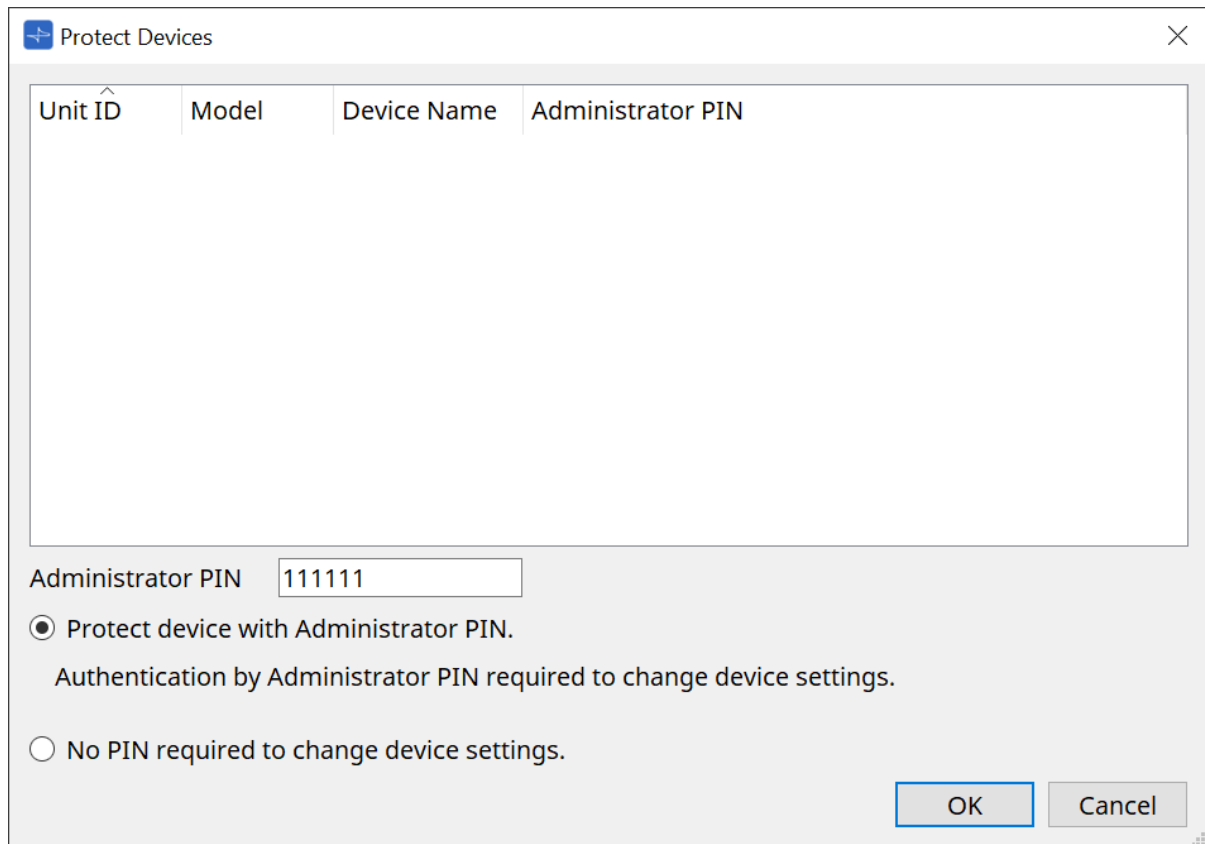 Protect Devices
Unit ID Model Device Name Administrator PIN
Administrator PIN 111111
Protect device with Administrator PIN.
Authentication by Administrator PIN required to change device settings.
No PIN required to change device settings.
OK Cancel